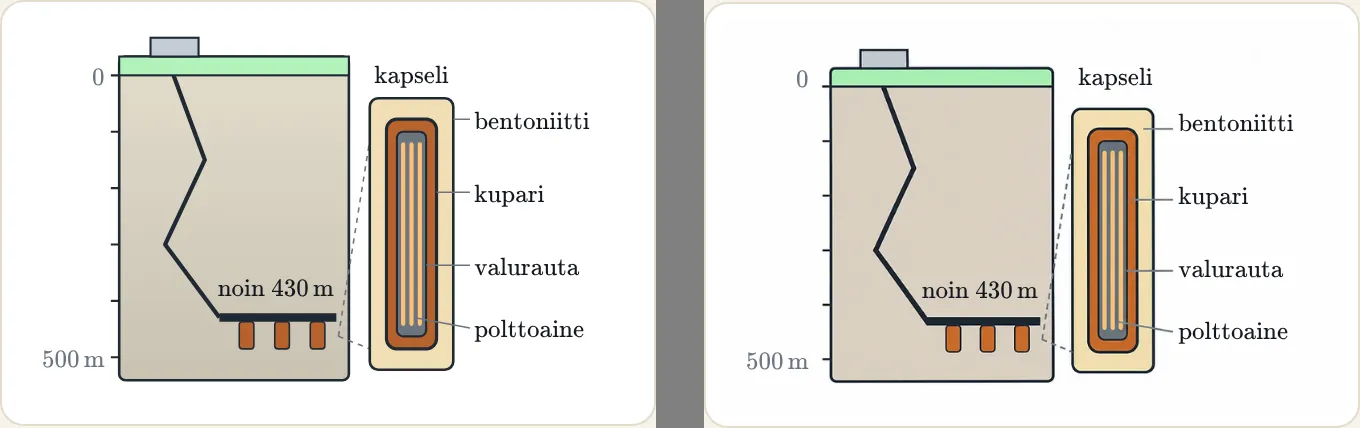 kapseli
0
bentoniitti
kupari
valurauta
noin 430 m
polttoaine
500 m
kapseli
0
bentoniitti
kupari
valurauta
noin 430 m
polttoaine
500 m